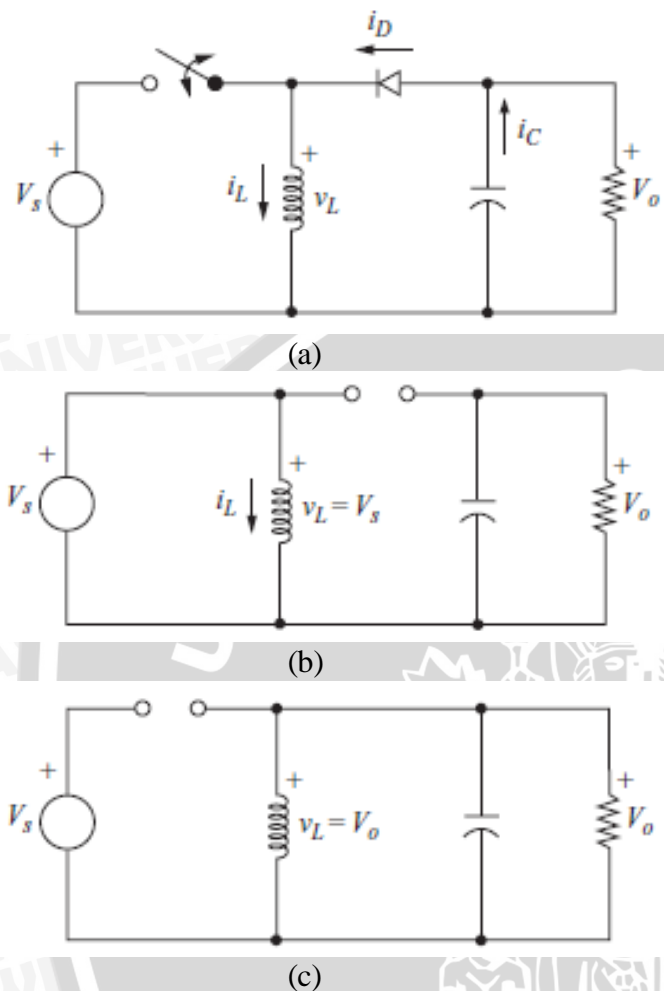 i_D
+
V_s
i_L
+
v_L
i_C
+
V_o
(a)
+
V_s
i_L
+
v_L = V_s
+
V_o
(b)
+
V_s
+
v_L = V_o
+
V_o
(c)